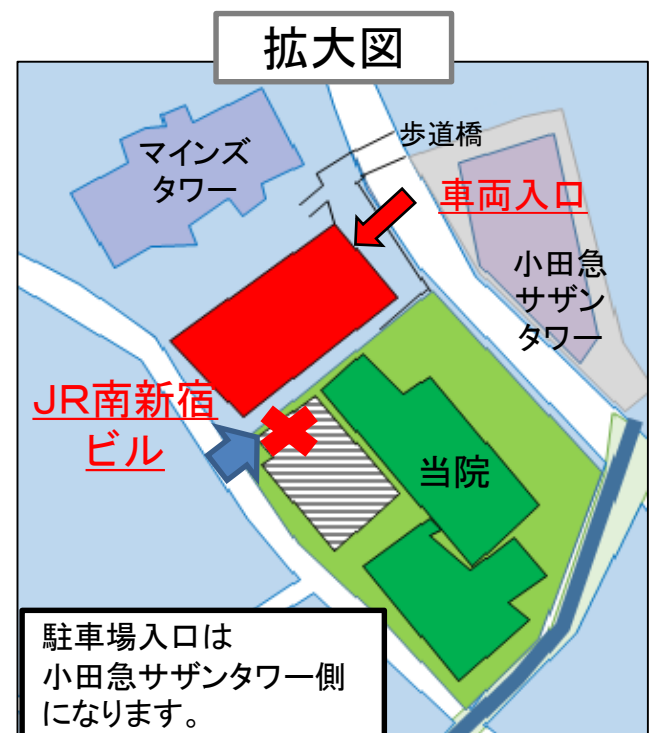 拡大図
歩道橋
マインズ
タワー
車両入口
小田急
サザン
タワー
JR南新宿
ビル
当院
駐車場入口は
小田急サザンタワー側
になります。